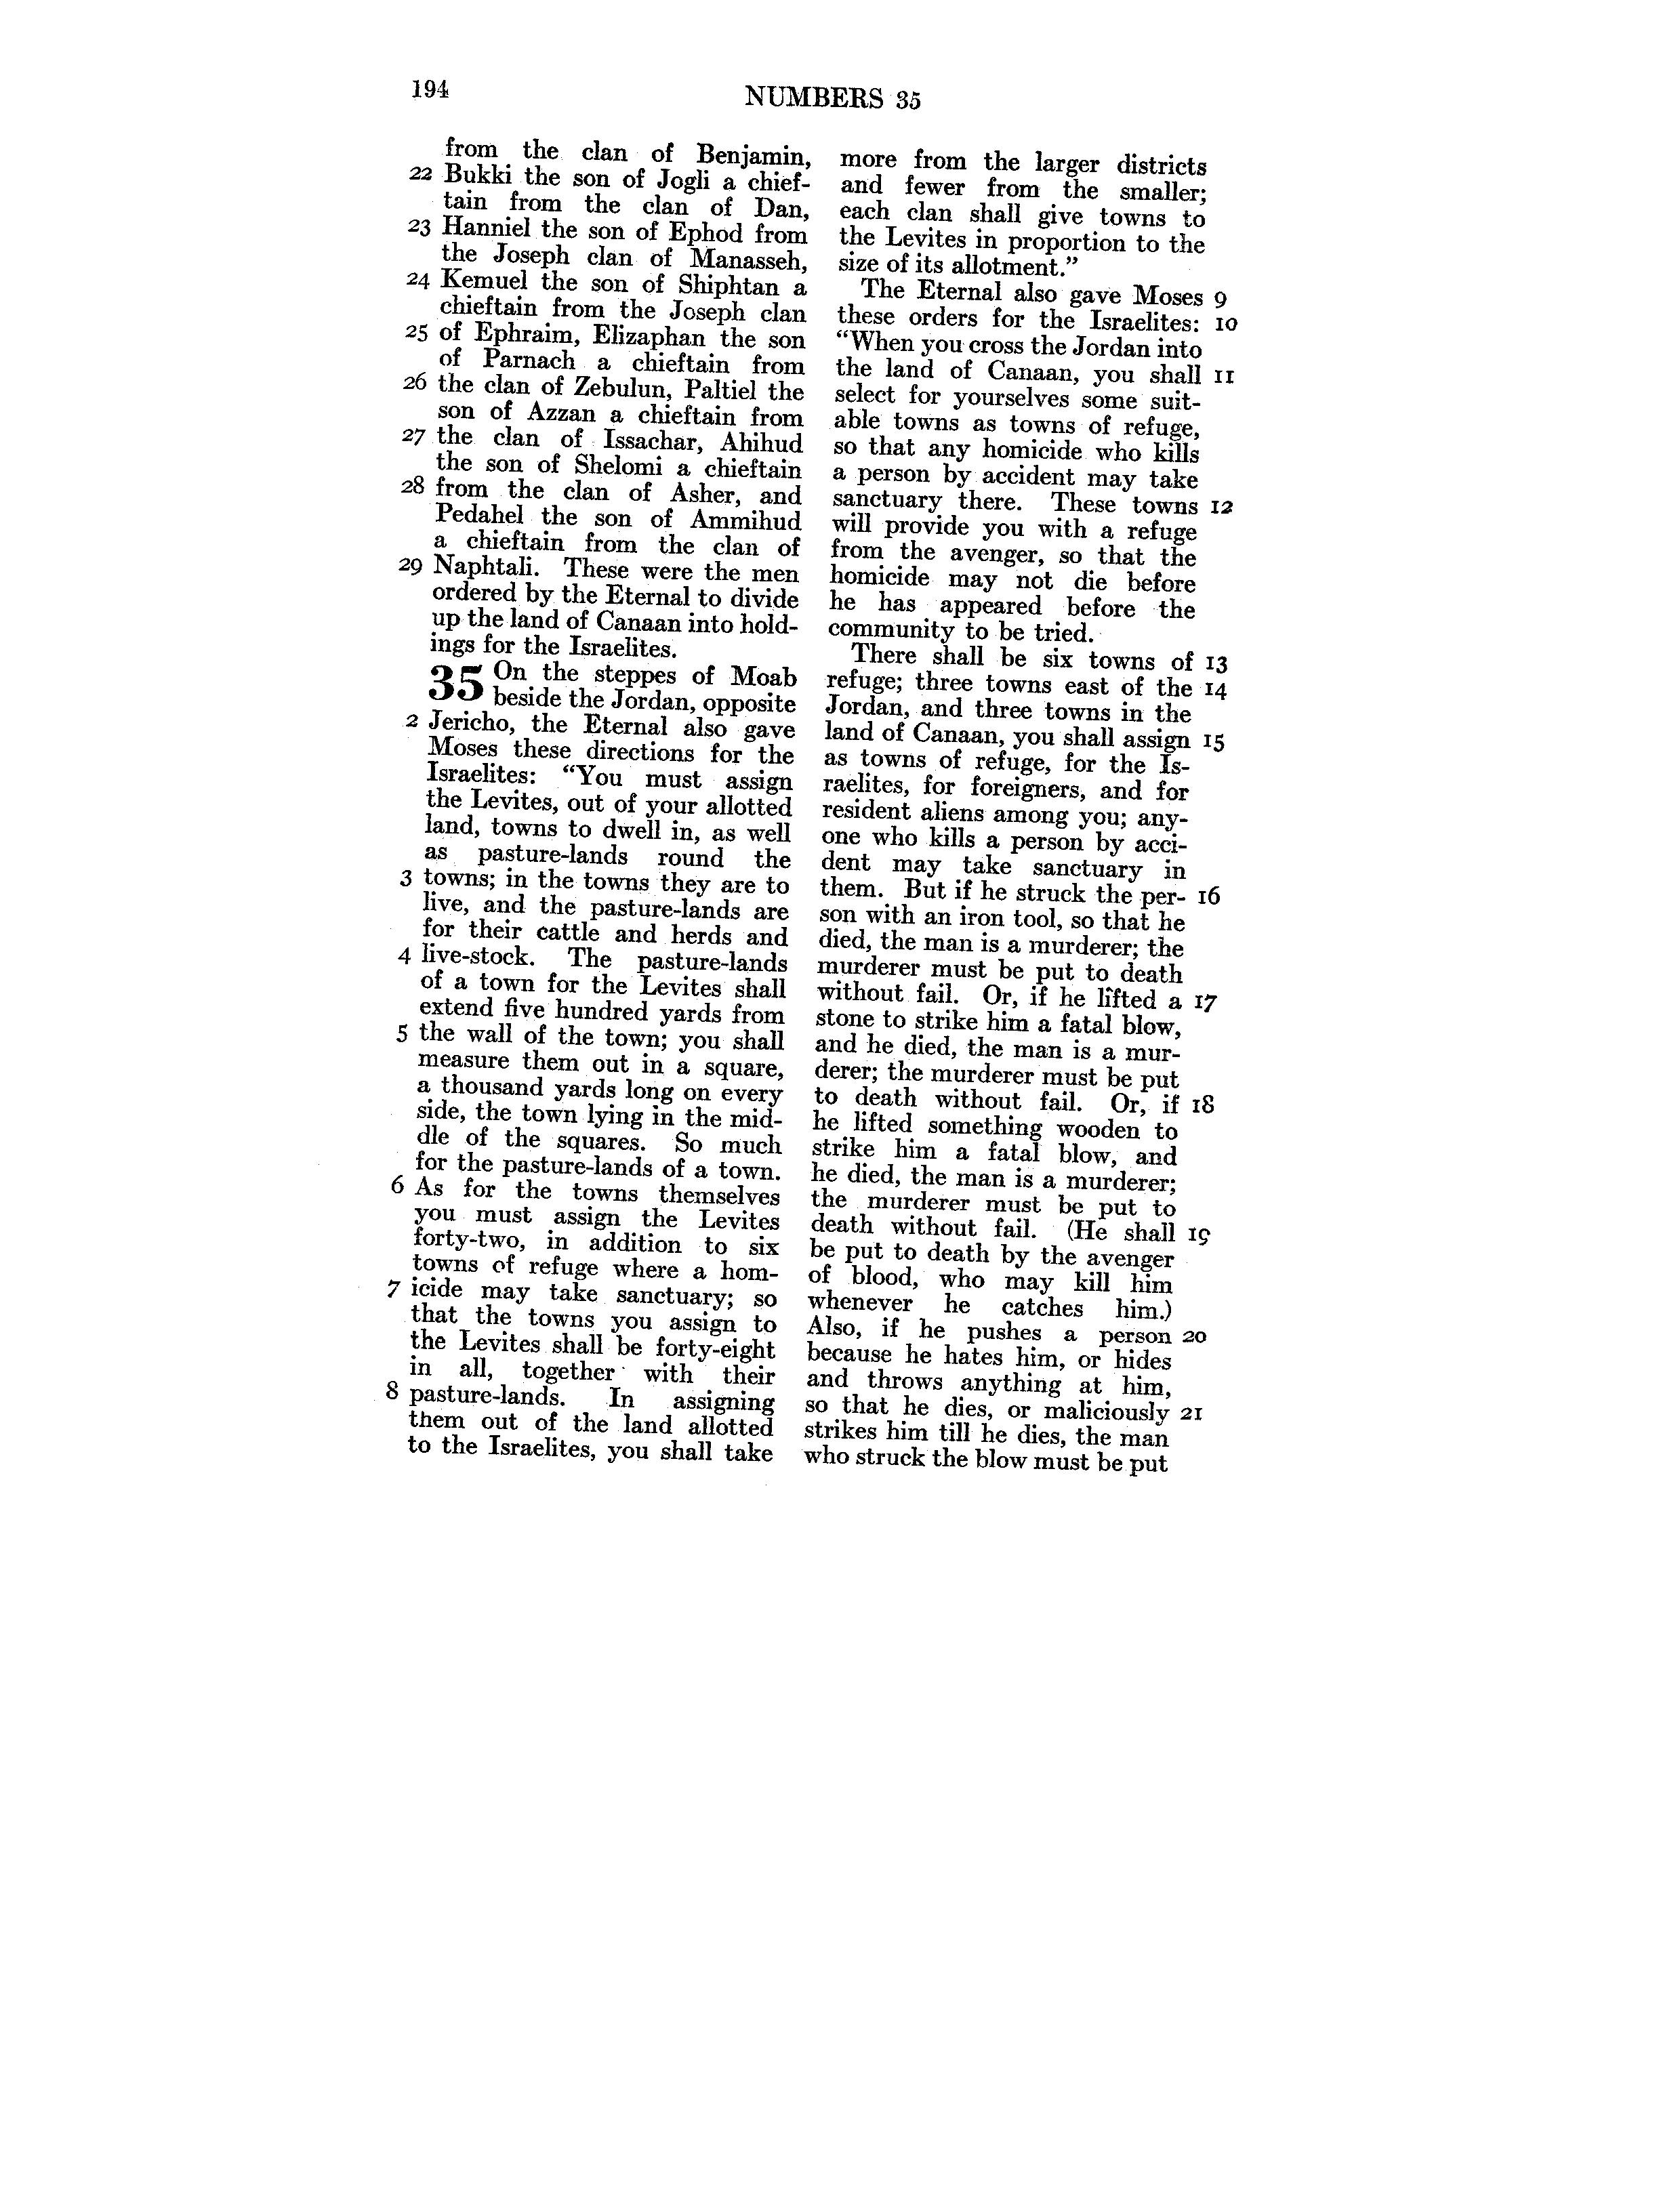 194
NUMBERS 35
from the clan of Benjamin,
22 Bukki the son of Jogli a chief-
tain from the clan of Dan,
23 Hanniel the son of Ephod from
the Joseph clan of Manasseh,
24 Kemuel the son of Shiphtan a
chieftain from the Joseph clan
25 of Ephraim, Elizaphan the son
of Parnach a chieftain from
26 the clan of Zebulun, Paltiel the
son of Azzan a chieftain from
27 the clan of Issachar, Ahihud
the son of Shelomi a chieftain
28 from the clan of Asher, and
Pedahel the son of Ammihud
a chieftain from the clan of
29 Naphtali. These were the men
ordered by the Eternal to divide
up the land of Canaan into hold-
ings for the Israelites.
35 On the steppes of Moab
beside the Jordan, opposite
2 Jericho, the Eternal also gave
Moses these directions for the
Israelites: “You must assign
the Levites, out of your allotted
land, towns to dwell in, as well
as pasture-lands round the
3 towns; in the towns they are to
live, and the pasture-lands are
for their cattle and herds and
4 live-stock. The pasture-lands
of a town for the Levites shall
extend five hundred yards from
5 the wall of the town; you shall
measure them out in a square,
a thousand yards long on every
side, the town lying in the mid-
dle of the squares. So much
for the pasture-lands of a town.
6 As for the towns themselves
you must assign the Levites
forty-two, in addition to six
towns of refuge where a hom-
7 icide may take sanctuary; so
that the towns you assign to
the Levites shall be forty-eight
in all, together with their
8 pasture-lands. In assigning
them out of the land allotted
to the Israelites, you shall take
more from the larger districts
and fewer from the smaller;
each clan shall give towns to
the Levites in proportion to the
size of its allotment.”
The Eternal also gave Moses 9
these orders for the Israelites: 10
“When you cross the Jordan into
the land of Canaan, you shall 11
select for yourselves some suit-
able towns as towns of refuge,
so that any homicide who kills
a person by accident may take
sanctuary there. These towns 12
will provide you with a refuge
from the avenger, so that the
homicide may not die before
he has appeared before the
community to be tried.
There shall be six towns of 13
refuge; three towns east of the 14
Jordan, and three towns in the
land of Canaan, you shall assign 15
as towns of refuge, for the Is-
raelites, for foreigners, and for
resident aliens among you; any-
one who kills a person by acci-
dent may take sanctuary in
them. But if he struck the per- 16
son with an iron tool, so that he
died, the man is a murderer; the
murderer must be put to death
without fail. Or, if he lifted a 17
stone to strike him a fatal blow,
and he died, the man is a mur-
derer; the murderer must be put
to death without fail. Or, if 18
he lifted something wooden to
strike him a fatal blow, and
he died, the man is a murderer;
the murderer must be put to
death without fail. (He shall 19
be put to death by the avenger
of blood, who may kill him
whenever he catches him.)
Also, if he pushes a person 20
because he hates him, or hides
and throws anything at him,
so that he dies, or maliciously 21
strikes him till he dies, the man
who struck the blow must be put